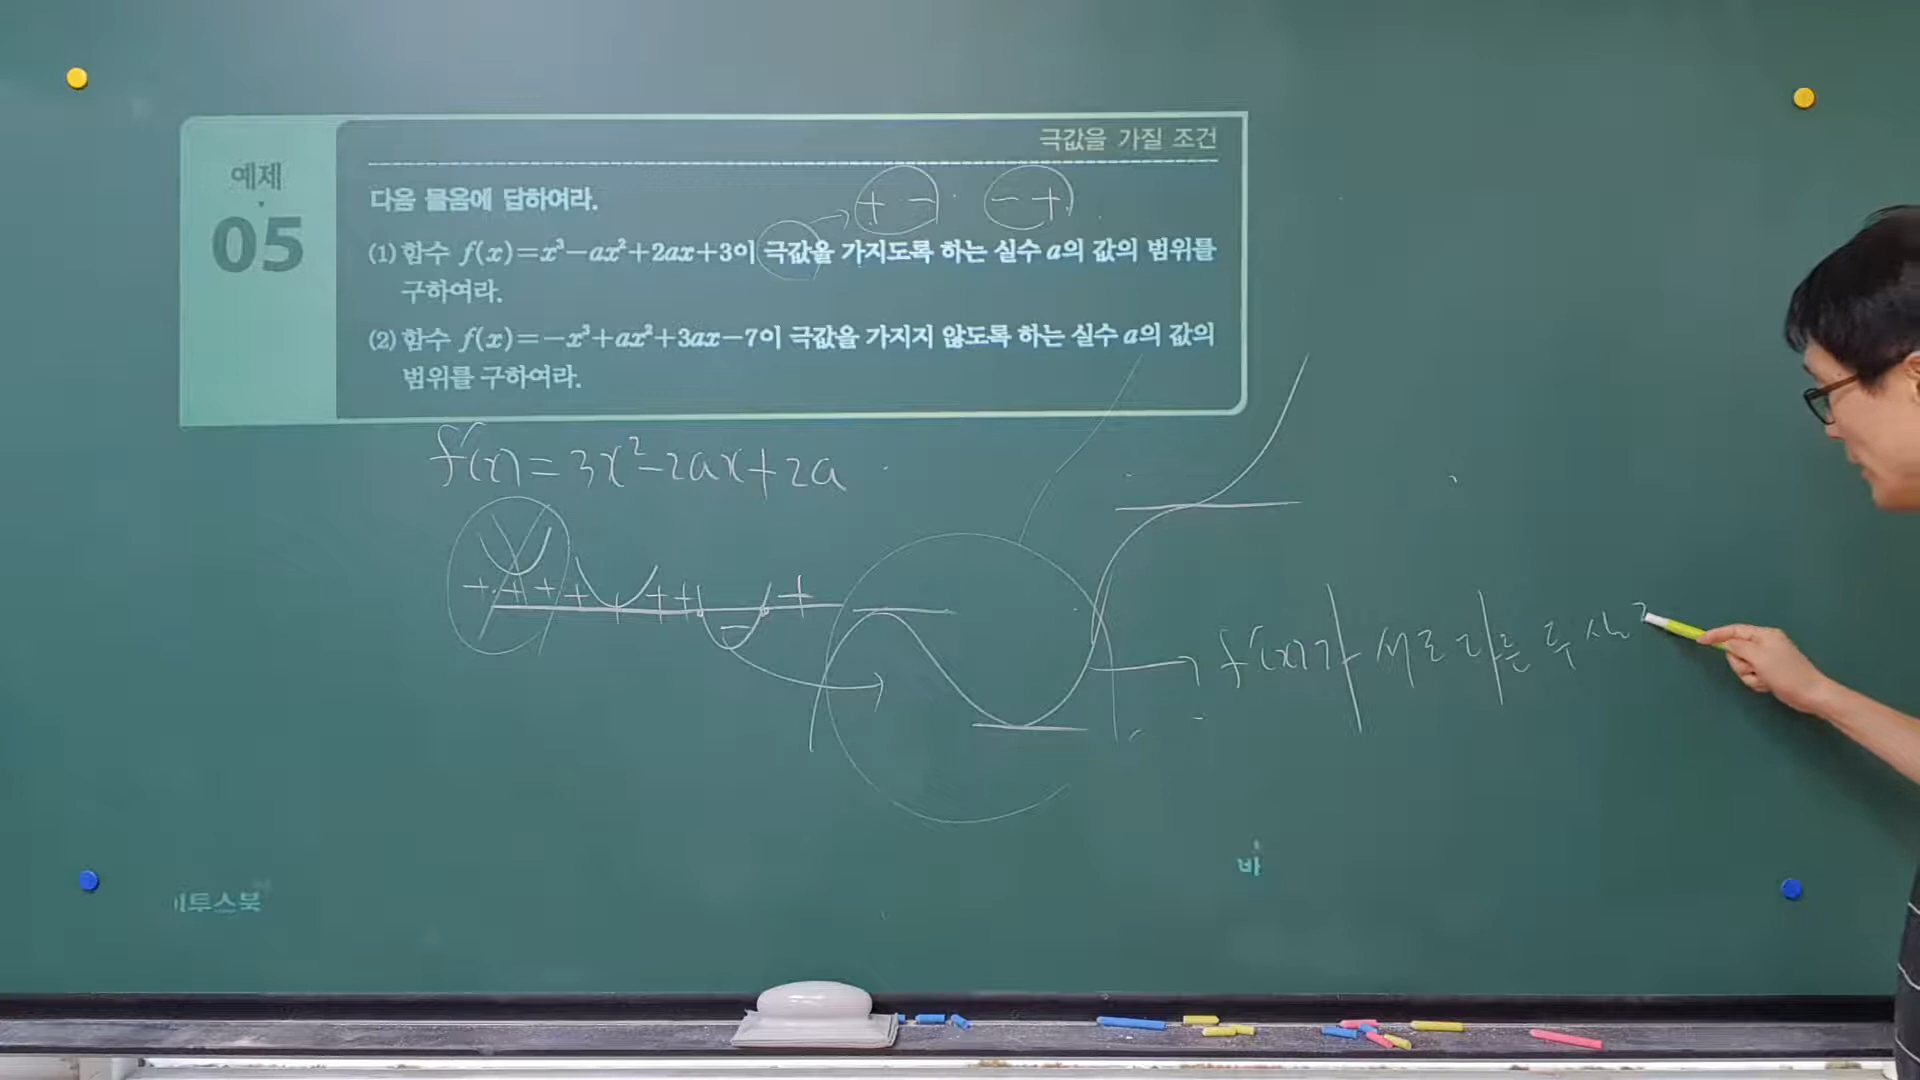 극값을 가질 조건
예제
05
다음 물음에 답하여라.
+ - - +
(1) 함수 f(x)=x³-ax²+2ax+3이 극값을 가지도록 하는 실수 a의 값의 범위를
구하여라.
(2) 함수 f(x)=-x³+ax²+3ax-7이 극값을 가지지 않도록 하는 실수 a의 값의
범위를 구하여라.
f'(x)=3x²-2ax+2a
+ + + + + + - +
f'(x)가 서로 다른 두 실
바